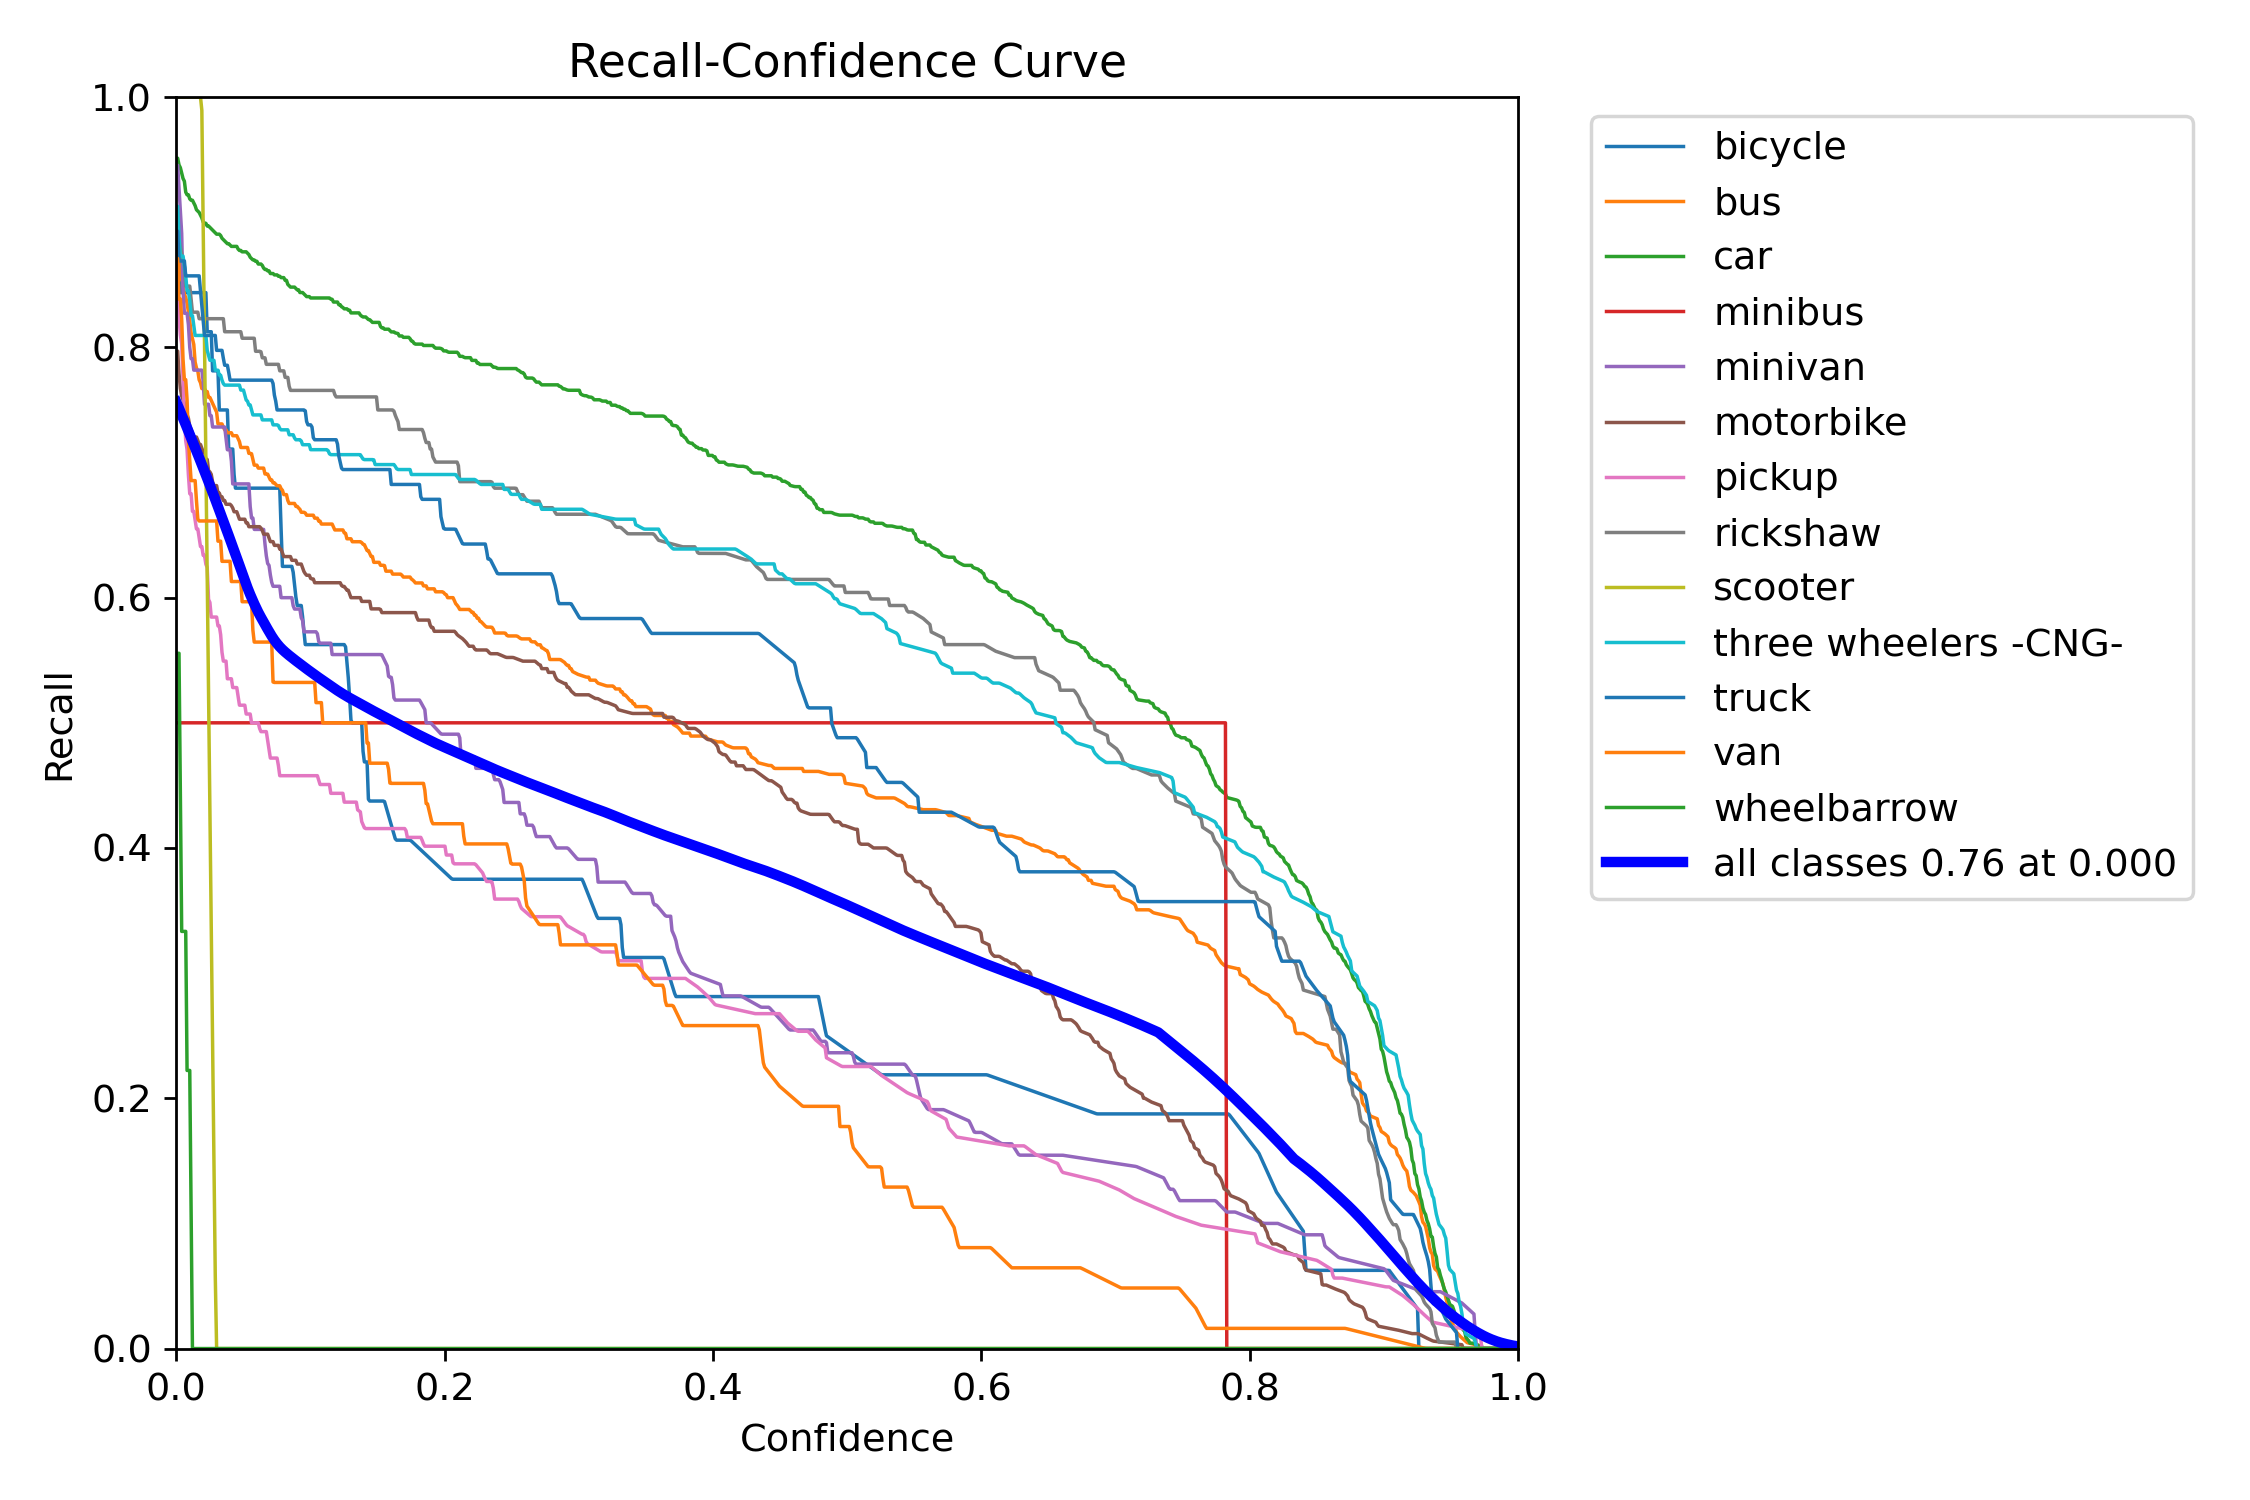 Recall-Confidence Curve
1.0
0.8
0.6
0.4
0.2
0.0
Recall
0.0 0.2 0.4 0.6 0.8 1.0
Confidence
bicycle
bus
car
minibus
minivan
motorbike
pickup
rickshaw
scooter
three wheelers -CNG-
truck
van
wheelbarrow
all classes 0.76 at 0.000